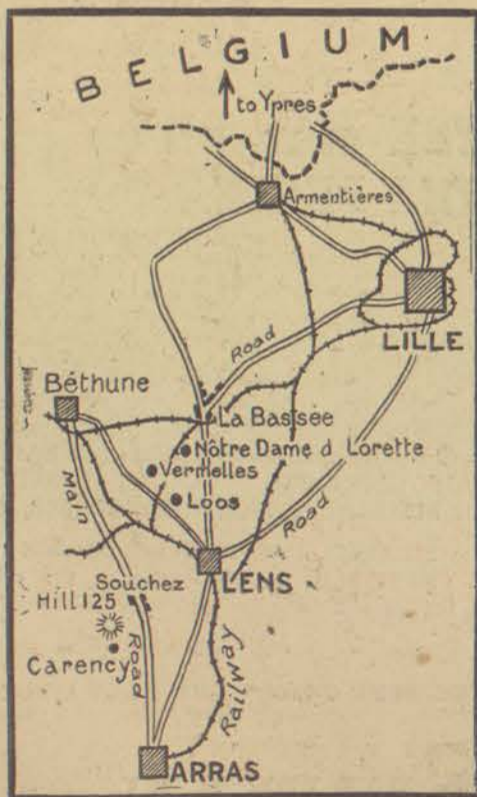 BELGIUM
to Ypres
Armentières
LILLE
Road
Béthune
La Bassée
Nôtre Dame d Lorette
Vermelles
Main
Loos
Road
LENS
Souchez
Hill 125
Road
Carency
Railway
ARRAS